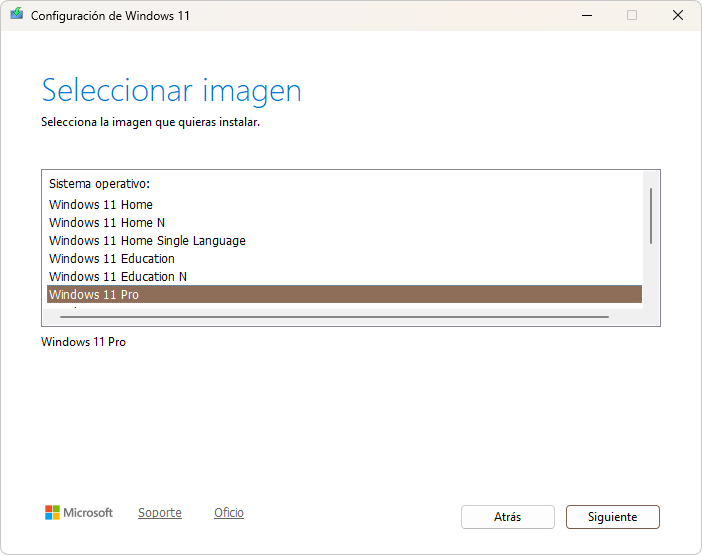 Configuración de Windows 11
Seleccionar imagen
Selecciona la imagen que quieras instalar.
Sistema operativo:
Windows 11 Home
Windows 11 Home N
Windows 11 Home Single Language
Windows 11 Education
Windows 11 Education N
Windows 11 Pro
Windows 11 Pro
Microsoft
Soporte
Oficio
Atrás
Siguiente